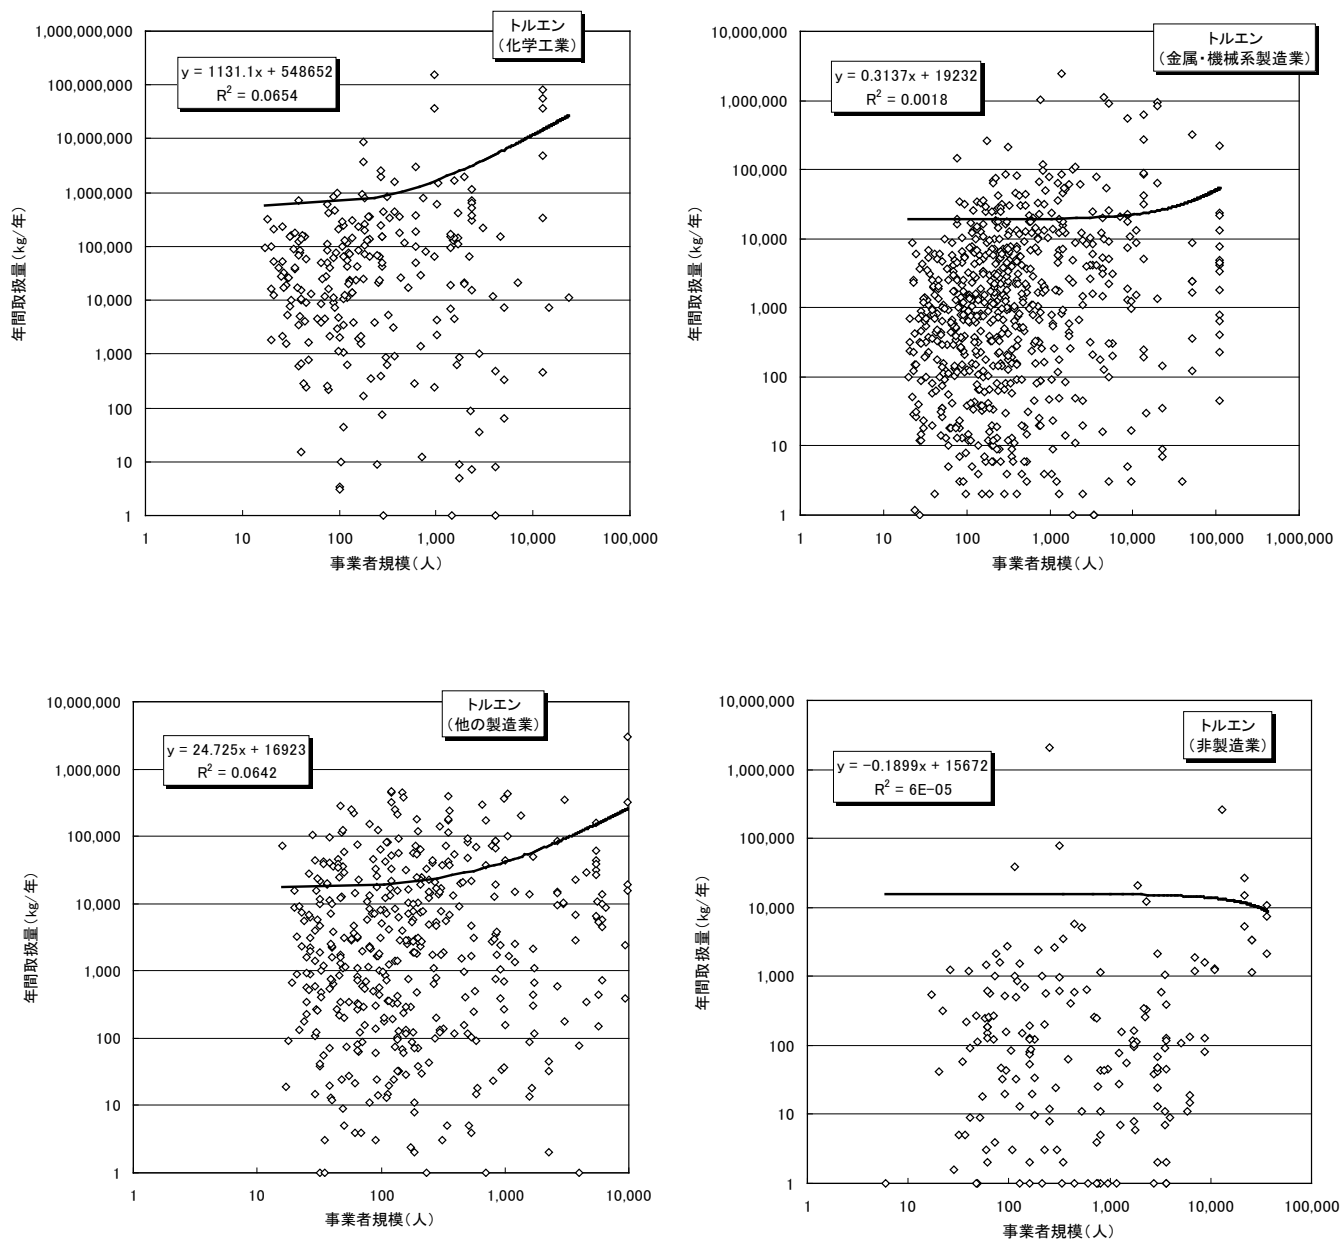 トルエン
(化学工業)
y = 1131.1x + 548652
R² = 0.0654
1,000,000,000
100,000,000
10,000,000
1,000,000
100,000
10,000
1,000
100
10
1
年間取扱量(kg/年)
1 10 100 1,000 10,000 100,000
事業者規模(人)
トルエン
(金属・機械系製造業)
y = 0.3137x + 19232
R² = 0.0018
10,000,000
1,000,000
100,000
10,000
1,000
100
10
1
年間取扱量(kg/年)
1 10 100 1,000 10,000 100,000 1,000,000
事業者規模(人)
トルエン
(他の製造業)
y = 24.725x + 16923
R² = 0.0642
10,000,000
1,000,000
100,000
10,000
1,000
100
10
1
年間取扱量(kg/年)
1 10 100 1,000 10,000
事業者規模(人)
トルエン
(非製造業)
y = -0.1899x + 15672
R² = 6E-05
10,000,000
1,000,000
100,000
10,000
1,000
100
10
1
年間取扱量(kg/年)
1 10 100 1,000 10,000 100,000
事業者規模(人)